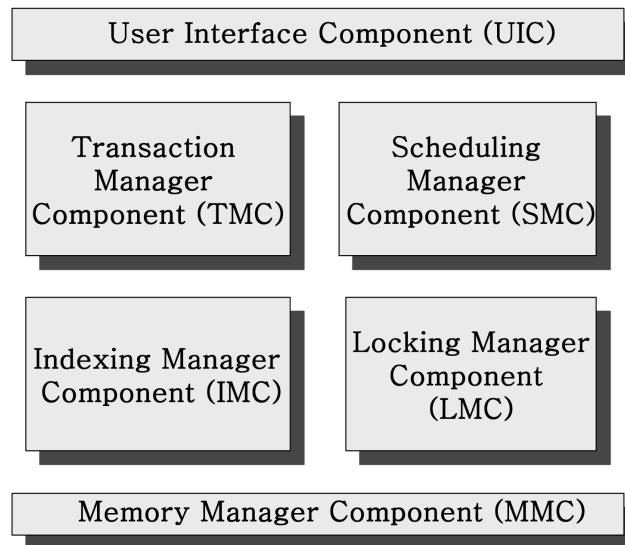 User Interface Component (UIC)
Transaction
Manager
Component (TMC)
Scheduling
Manager
Component (SMC)
Indexing Manager
Component (IMC)
Locking Manager
Component
(LMC)
Memory Manager Component (MMC)